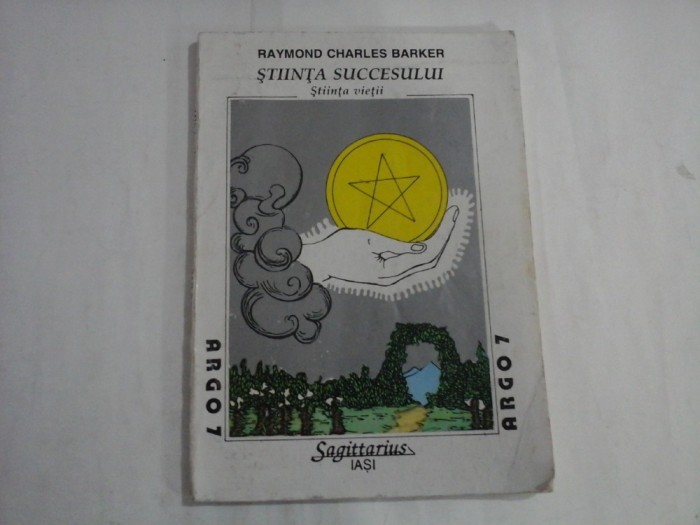 RAYMOND CHARLES BARKER
ŞTIINŢA SUCCESULUI
Ştiinţa vieţii
ARGO 7
ARGO 7
Sagittarius
IAŞI